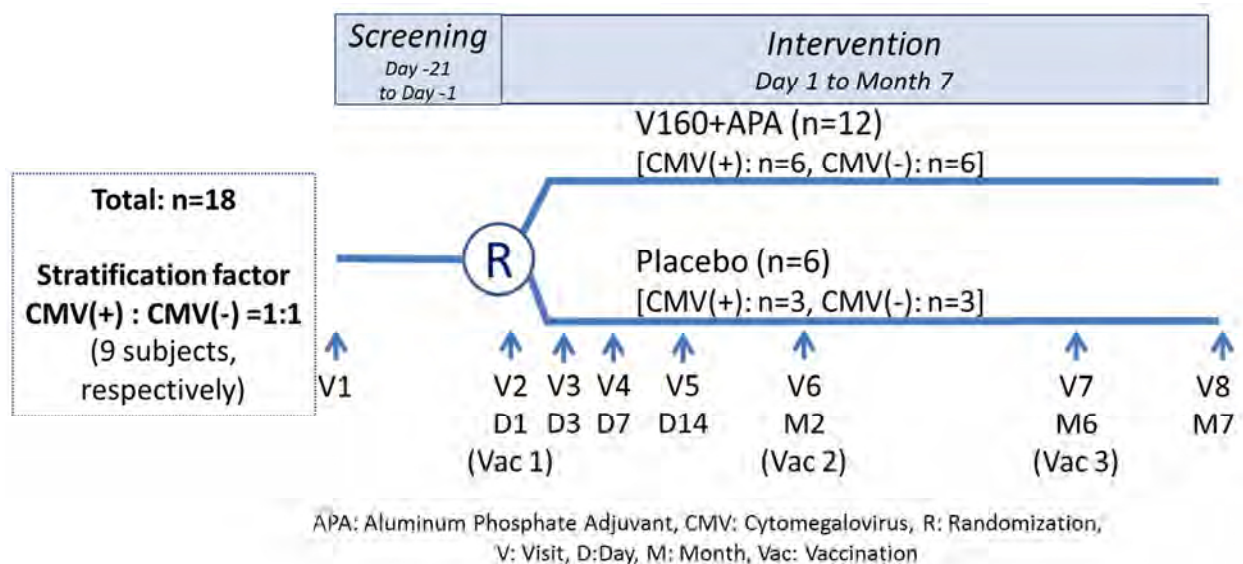 Screening
Day -21
to Day -1
Intervention
Day 1 to Month 7
Total: n=18
Stratification factor
CMV(+) : CMV(-) =1:1
(9 subjects,
respectively)
R
V160+APA (n=12)
[CMV(+): n=6, CMV(-): n=6]
Placebo (n=6)
[CMV(+): n=3, CMV(-): n=3]
V1 V2 V3 V4 V5 V6 V7 V8
D1 D3 D7 D14 M2 M6 M7
(Vac 1) (Vac 2) (Vac 3)
APA: Aluminum Phosphate Adjuvant, CMV: Cytomegalovirus, R: Randomization,
V: Visit, D:Day, M: Month, Vac: Vaccination